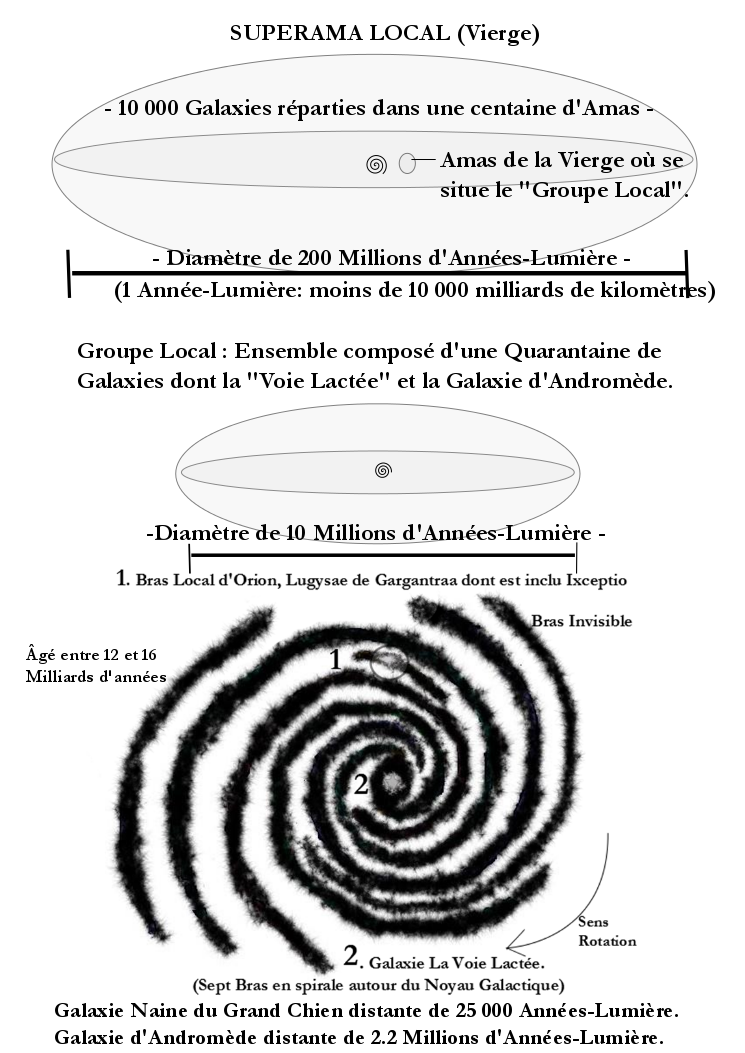 SUPERAMA LOCAL (Vierge)
- 10 000 Galaxies réparties dans une centaine d'Amas -
Amas de la Vierge où se
situe le "Groupe Local".
- Diamètre de 200 Millions d'Années-Lumière -
(1 Année-Lumière: moins de 10 000 milliards de kilomètres)
Groupe Local : Ensemble composé d'une Quarantaine de
Galaxies dont la "Voie Lactée" et la Galaxie d'Andromède.
-Diamètre de 10 Millions d'Années-Lumière -
1. Bras Local d'Orion, Lugysae de Gargantraa dont est inclu Ixceptio
Bras Invisible
Âgé entre 12 et 16
Milliards d'années
1
2
Sens
Rotation
2. Galaxie La Voie Lactée.
(Sept Bras en spirale autour du Noyau Galactique)
Galaxie Naine du Grand Chien distante de 25 000 Années-Lumière.
Galaxie d'Andromède distante de 2.2 Millions d'Années-Lumière.